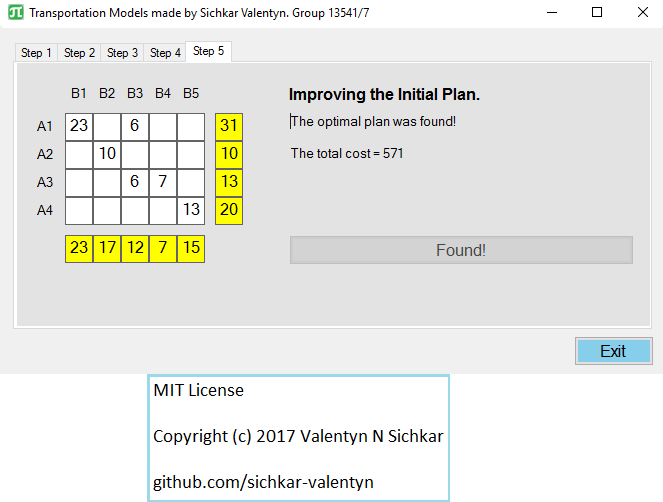 Transportation Models made by Sichkar Valentyn. Group 13541/7
Step 1 Step 2 Step 3 Step 4 Step 5
B1 B2 B3 B4 B5
A1 23 6 31
A2 10 10
A3 6 7 13
A4 13 20
23 17 12 7 15
Improving the Initial Plan.
The optimal plan was found!
The total cost = 571
Found!
Exit
MIT License
Copyright (c) 2017 Valentyn N Sichkar
github.com/sichkar-valentyn